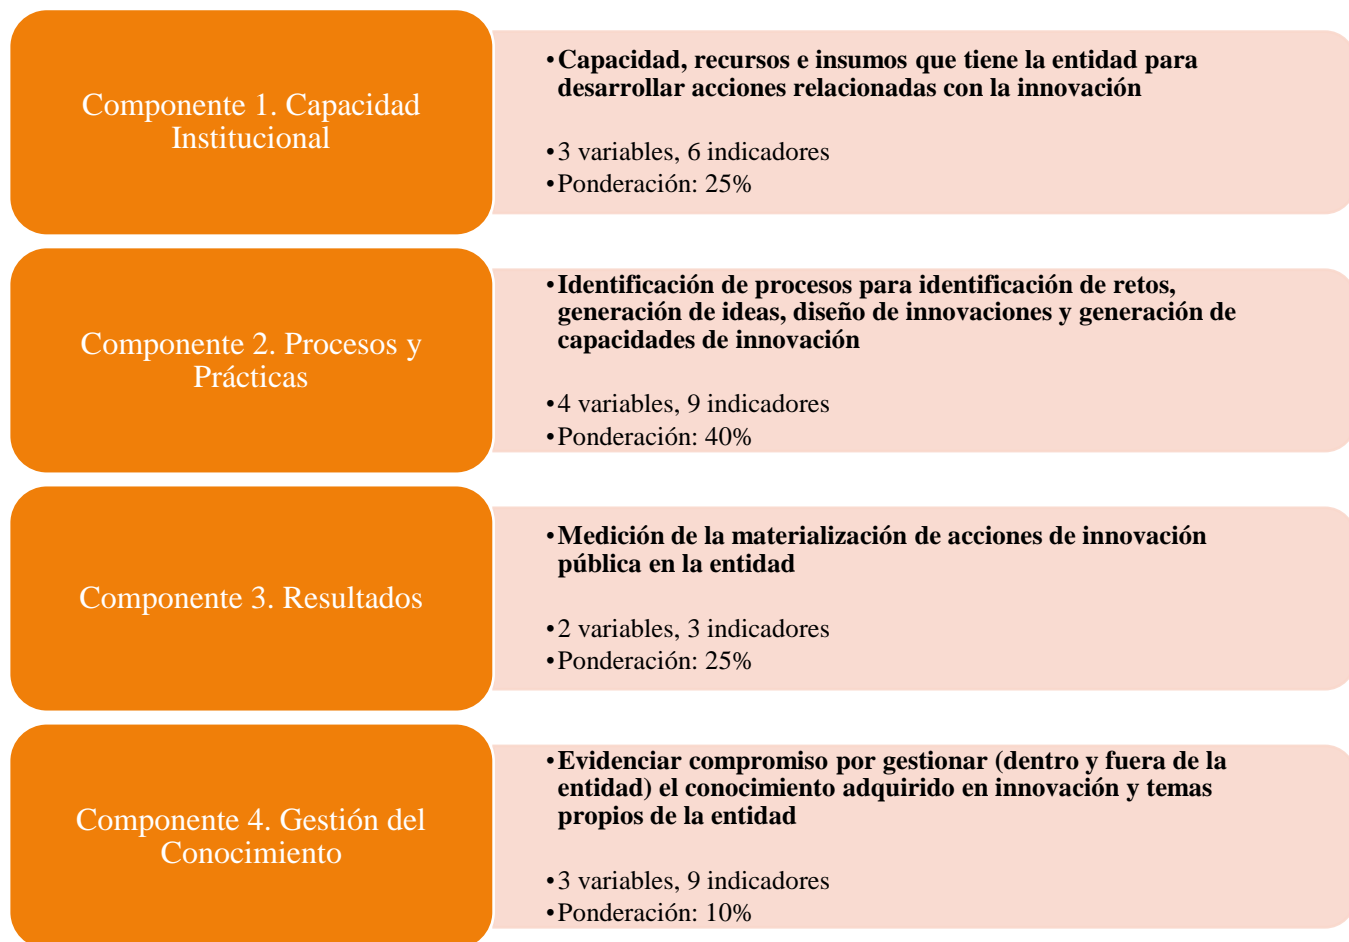 Componente 1. Capacidad
Institucional
•Capacidad, recursos e insumos que tiene la entidad para
desarrollar acciones relacionadas con la innovación
•3 variables, 6 indicadores
•Ponderación: 25%
Componente 2. Procesos y
Prácticas
•Identificación de procesos para identificación de retos,
generación de ideas, diseño de innovaciones y generación de
capacidades de innovación
•4 variables, 9 indicadores
•Ponderación: 40%
Componente 3. Resultados
•Medición de la materialización de acciones de innovación
pública en la entidad
•2 variables, 3 indicadores
•Ponderación: 25%
Componente 4. Gestión del
Conocimiento
•Evidenciar compromiso por gestionar (dentro y fuera de la
entidad) el conocimiento adquirido en innovación y temas
propios de la entidad
•3 variables, 9 indicadores
•Ponderación: 10%